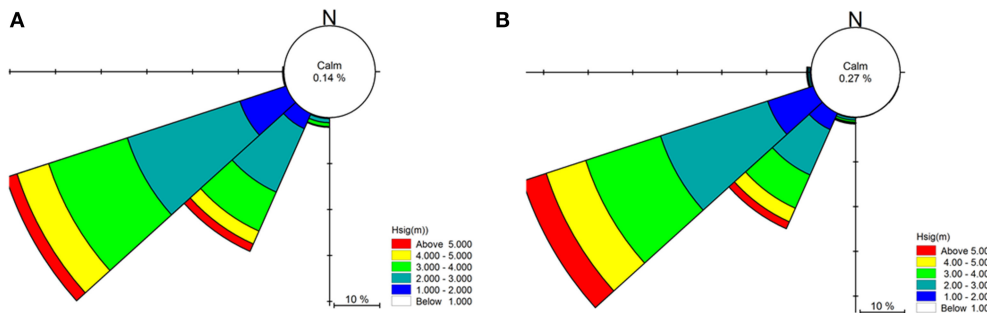 A
N
Calm
0.14 %
Hsig(m))
Above 5.000
4.000 - 5.000
3.000 - 4.000
2.000 - 3.000
1.000 - 2.000
Below 1.000
10 %
B
N
Calm
0.27 %
Hsig(m)
Above 5.00
4.00 - 5.00
3.00 - 4.00
2.00 - 3.00
1.00 - 2.00
Below 1.00
10 %